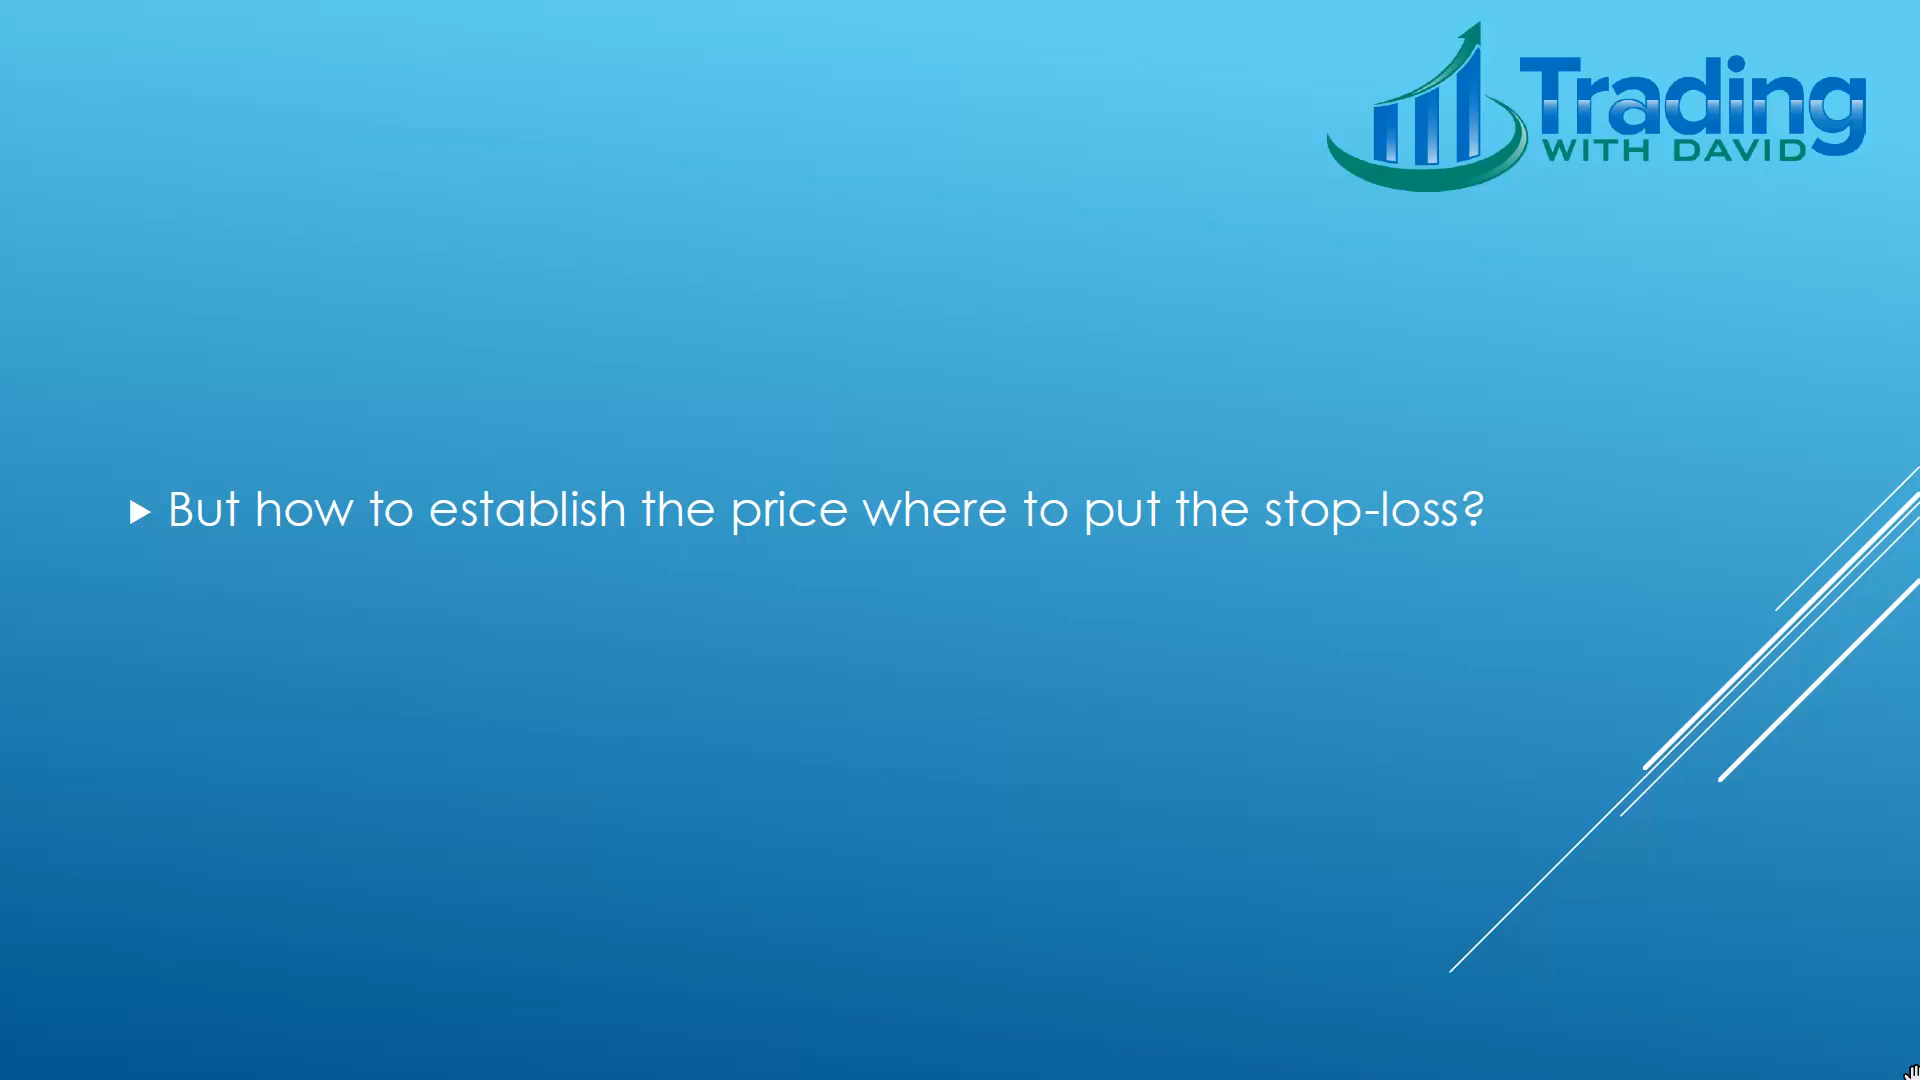 Trading
WITH DAVID
But how to establish the price where to put the stop-loss?